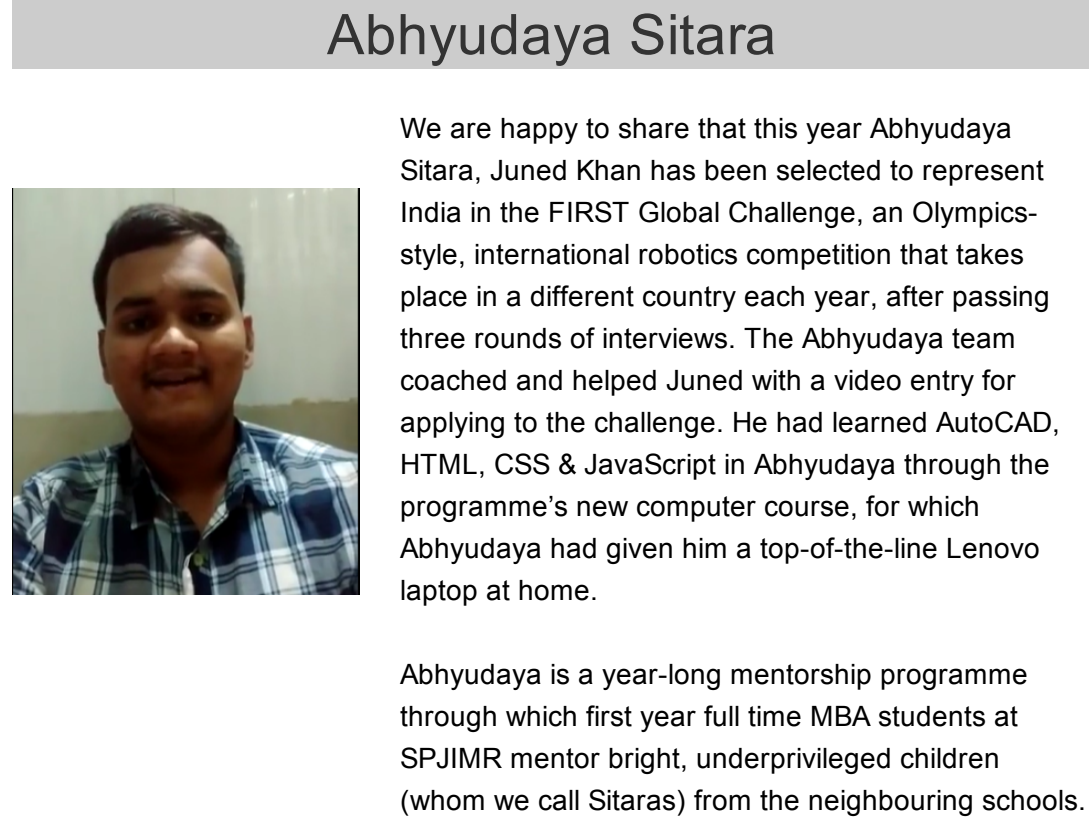 Abhyudaya Sitara
We are happy to share that this year Abhyudaya
Sitara, Juned Khan has been selected to represent
India in the FIRST Global Challenge, an Olympics-
style, international robotics competition that takes
place in a different country each year, after passing
three rounds of interviews. The Abhyudaya team
coached and helped Juned with a video entry for
applying to the challenge. He had learned AutoCAD,
HTML, CSS & JavaScript in Abhyudaya through the
programme’s new computer course, for which
Abhyudaya had given him a top-of-the-line Lenovo
laptop at home.
Abhyudaya is a year-long mentorship programme
through which first year full time MBA students at
SPJIMR mentor bright, underprivileged children
(whom we call Sitaras) from the neighbouring schools.